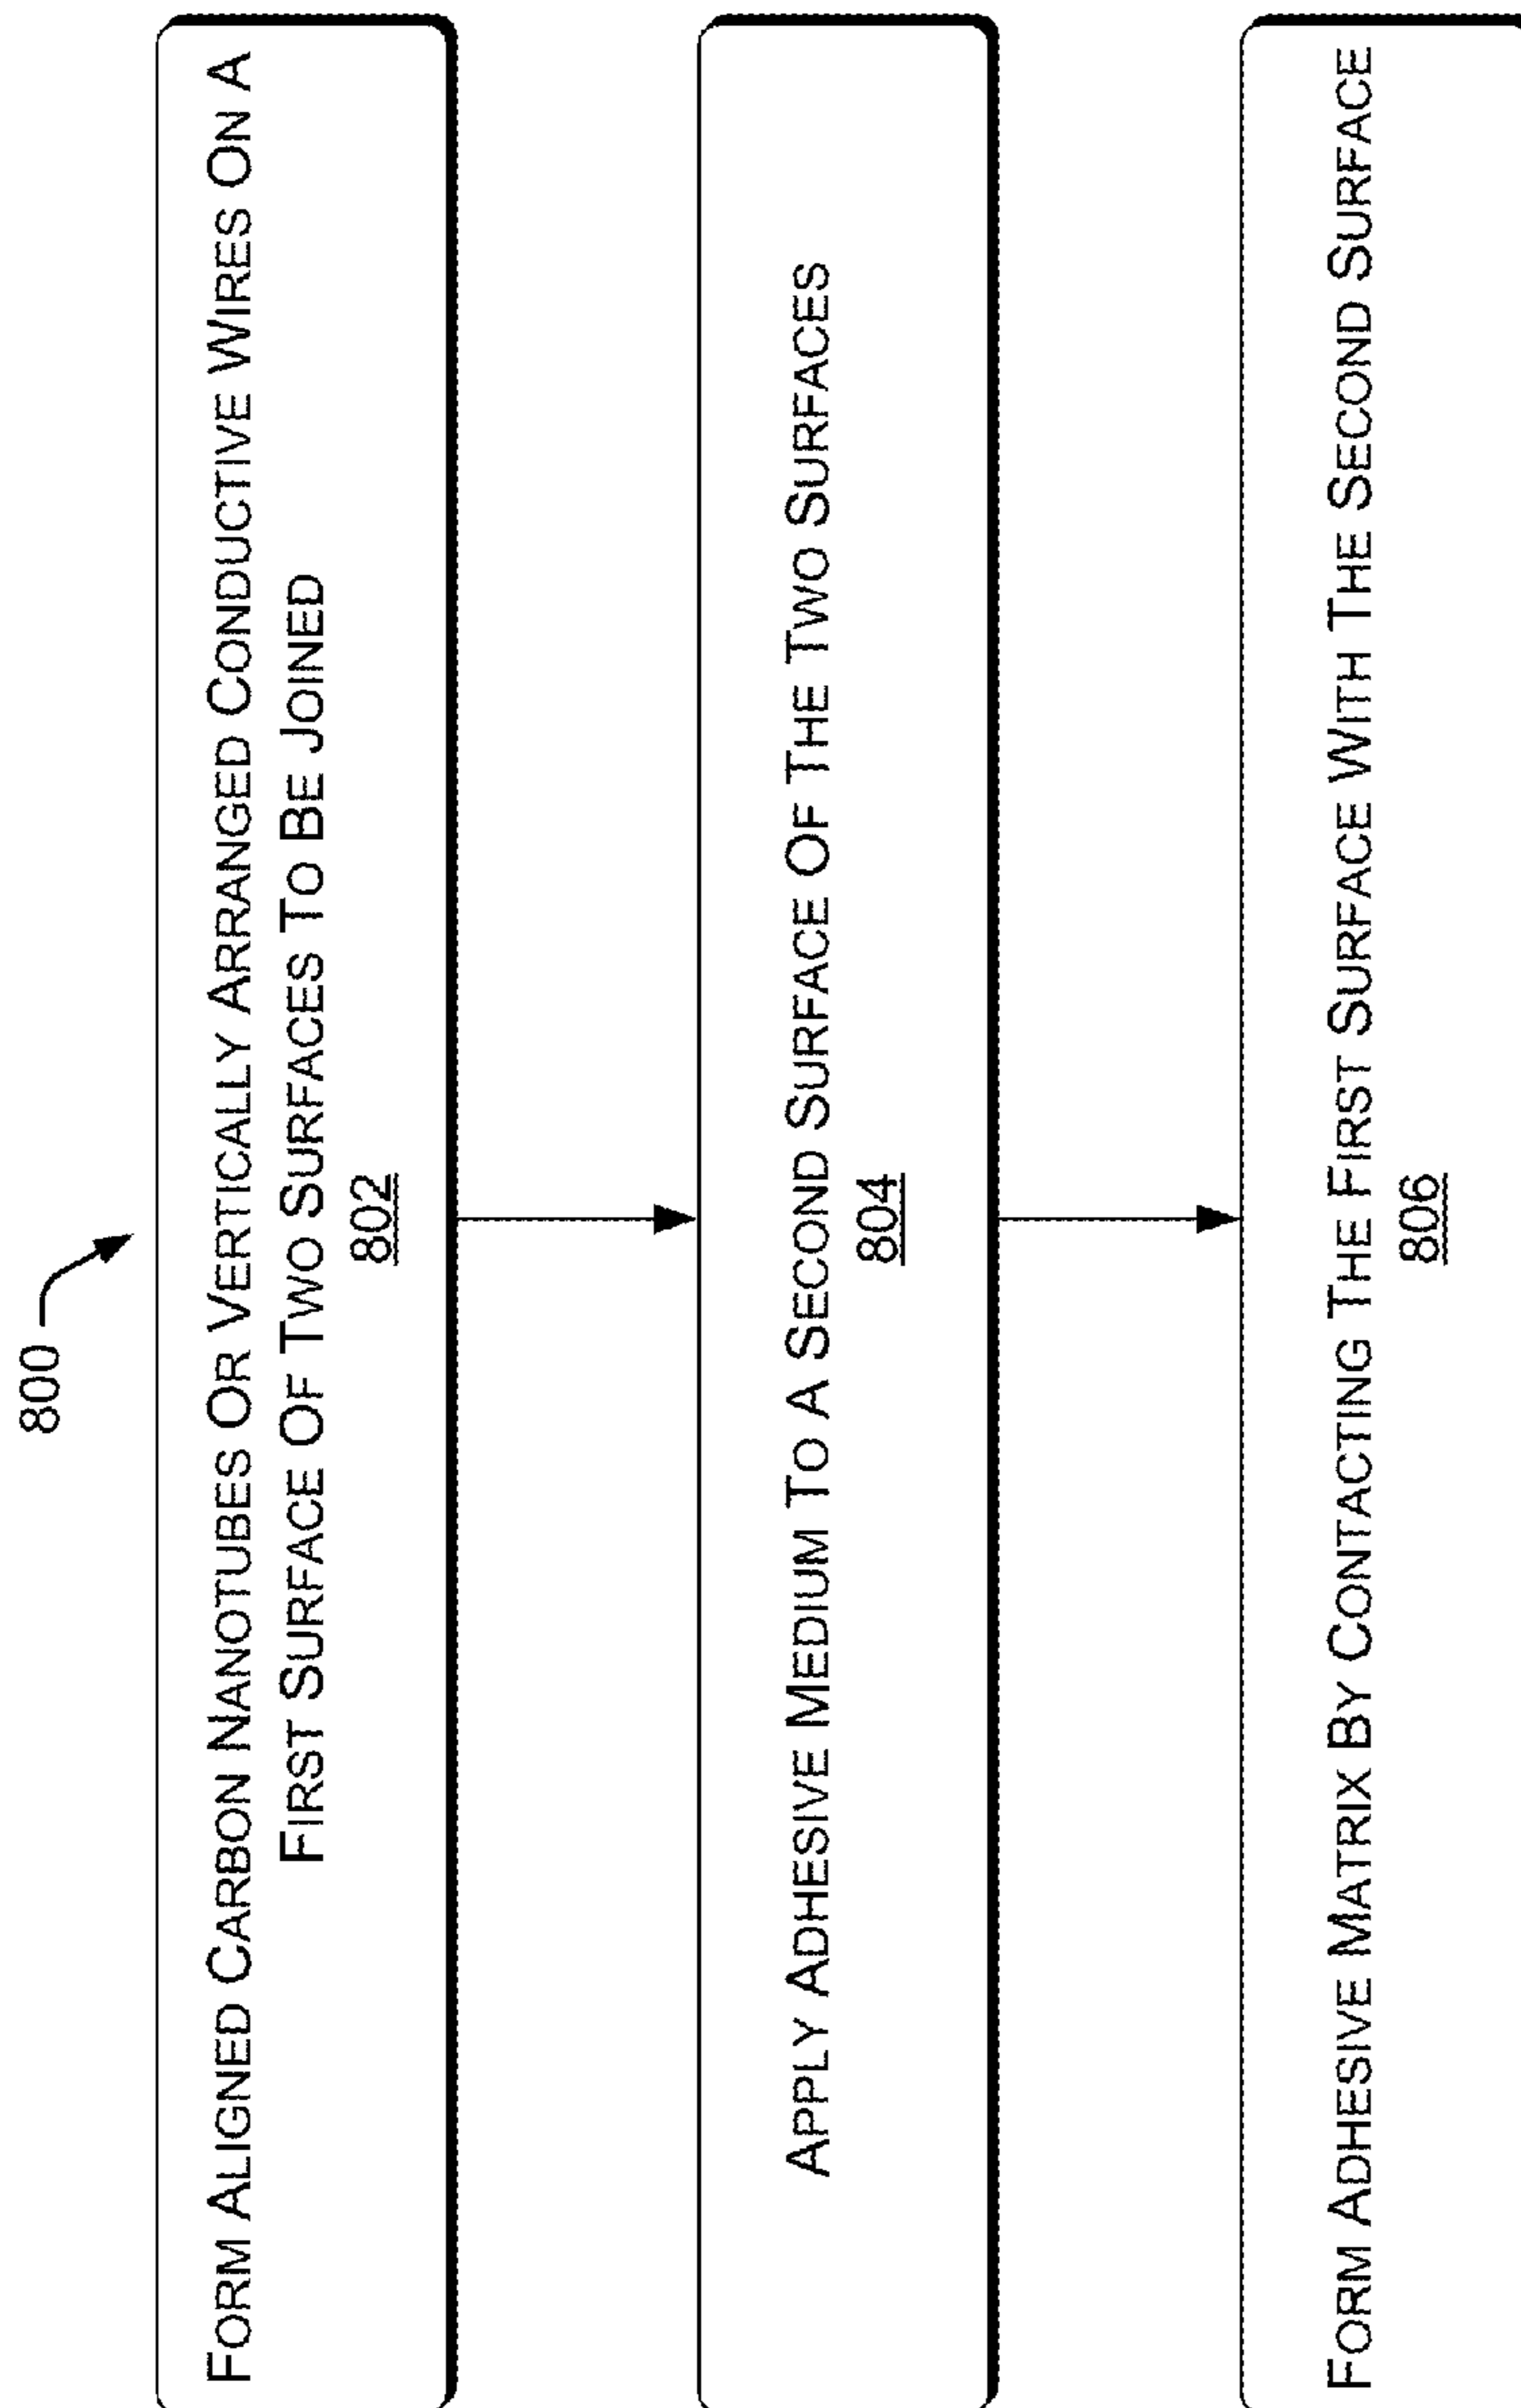 800
FORM ALIGNED CARBON NANOTUBES OR VERTICALLY ARRANGED CONDUCTIVE WIRES ON A
FIRST SURFACE OF TWO SURFACES TO BE JOINED
802
APPLY ADHESIVE MEDIUM TO A SECOND SURFACE OF THE TWO SURFACES
804
FORM ADHESIVE MATRIX BY CONTACTING THE FIRST SURFACE WITH THE SECOND SURFACE
806